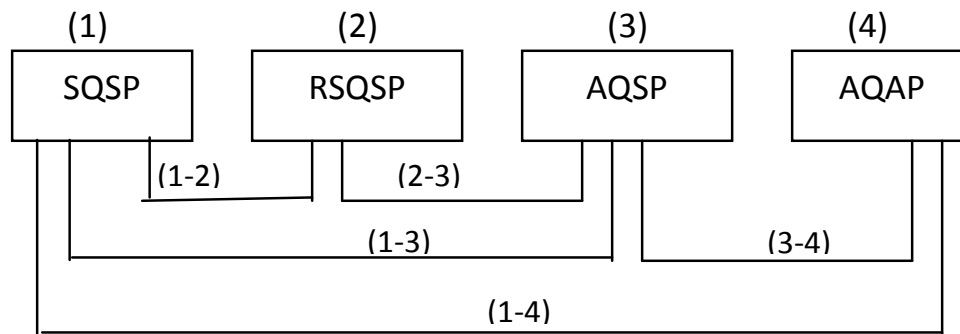 (1) (2) (3) (4)
SQSP RSQSP AQSP AQAP
(1-2) (2-3)
(1-3) (3-4)
(1-4)